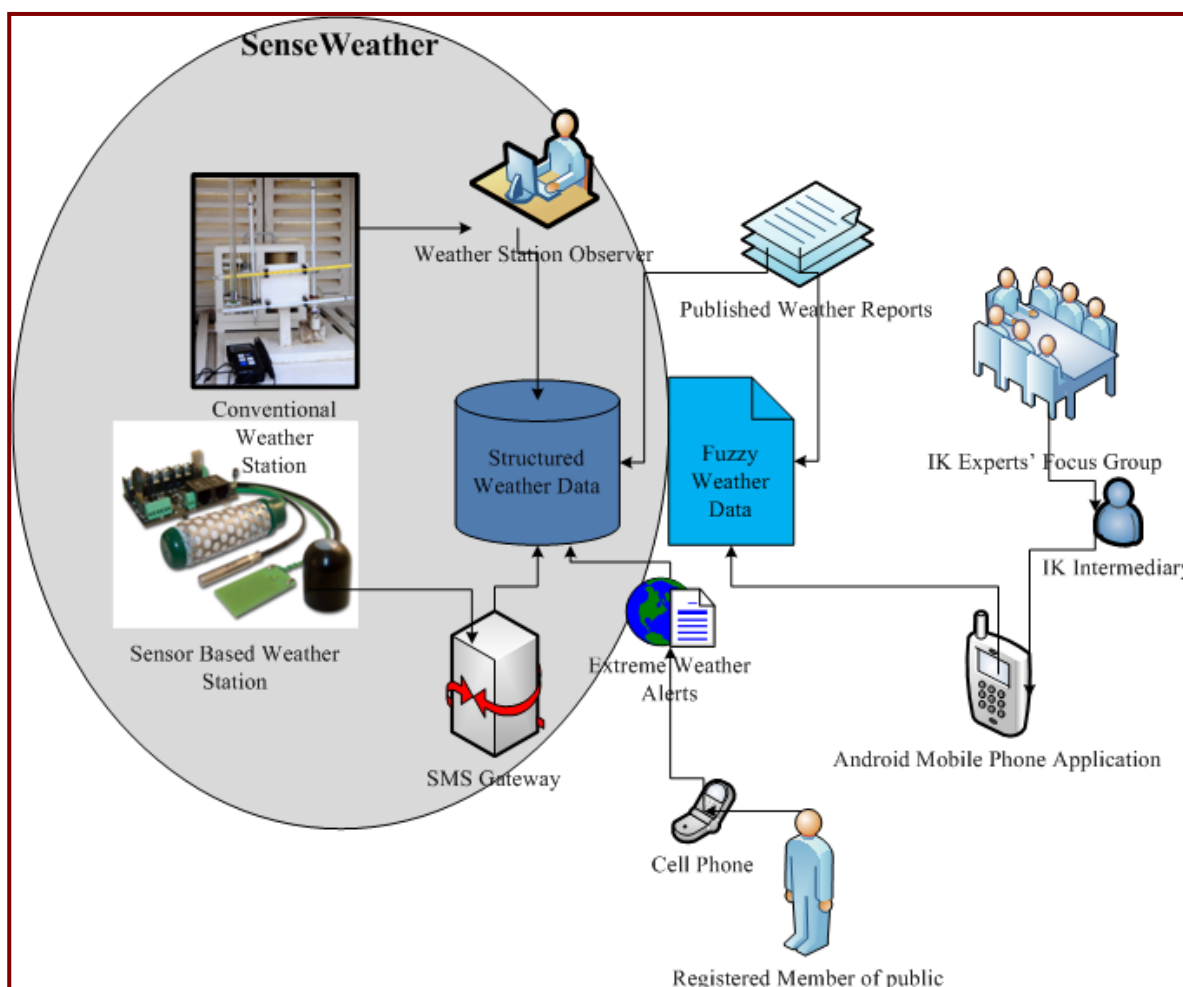 SenseWeather
Weather Station Observer
Published Weather Reports
Conventional
Weather
Station
Structured
Weather Data
Fuzzy
Weather
Data
IK Experts' Focus Group
IK Intermediary
Sensor Based Weather
Station
Extreme Weather
Alerts
SMS Gateway
Android Mobile Phone Application
Cell Phone
Registered Member of public